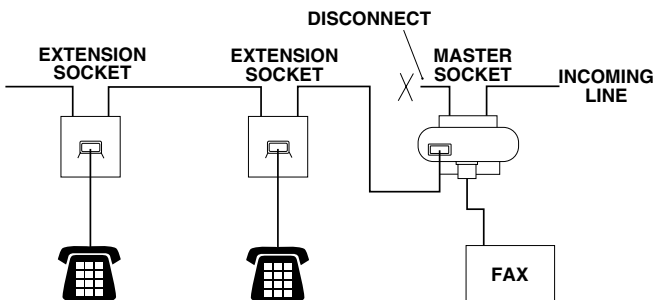 DISCONNECT
EXTENSION
SOCKET
EXTENSION
SOCKET
MASTER
SOCKET
INCOMING
LINE
FAX